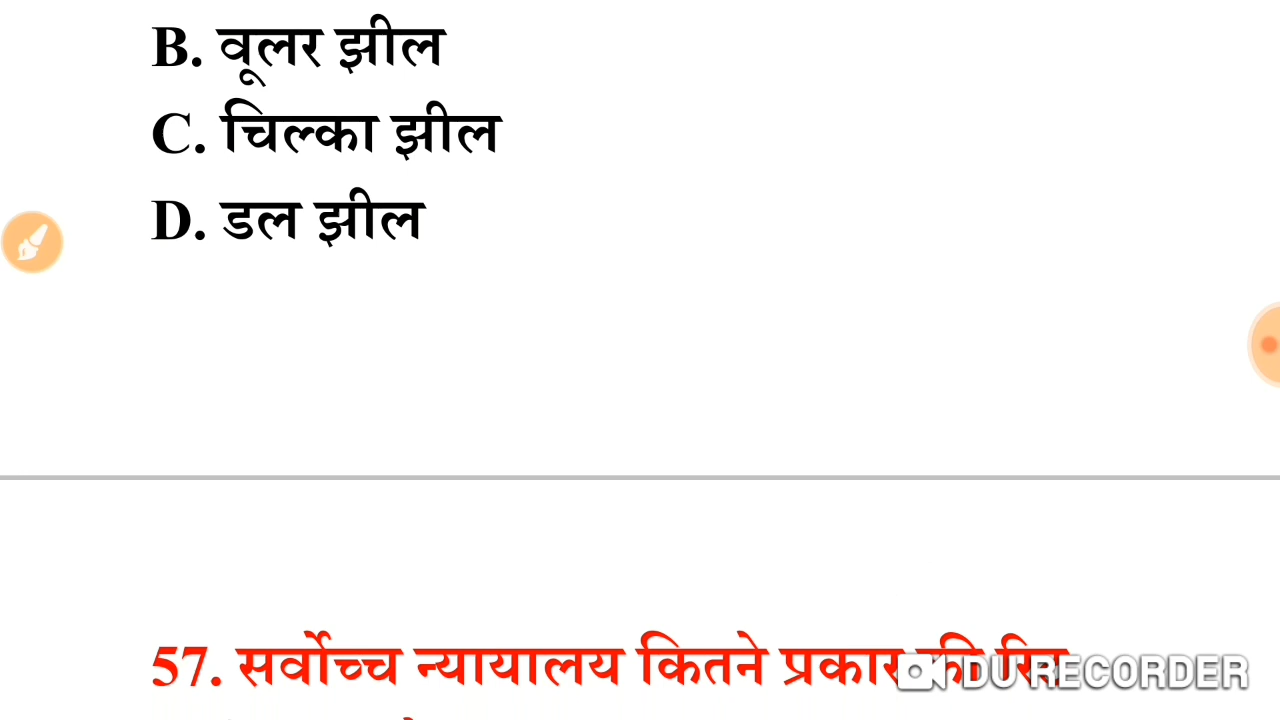 B. वूलर झील
C. चिल्का झील
D. डल झील
57. सर्वोच्च न्यायालय कितने प्रकार की रिट
DU RECORDER